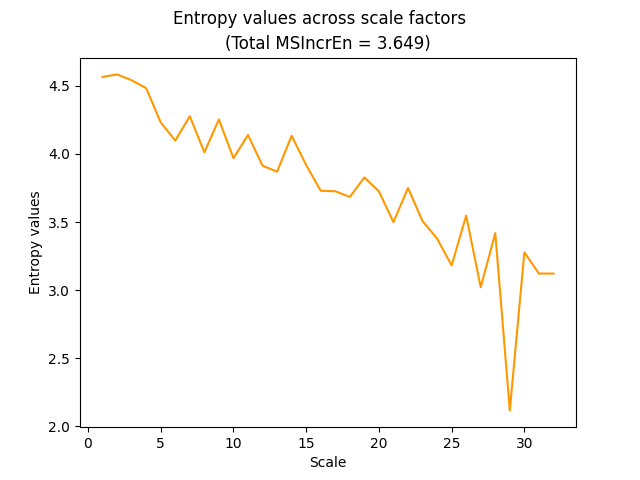 Entropy values across scale factors
(Total MSIncrEn = 3.649)
4.5
4.0
3.5
3.0
2.5
2.0
Entropy values
0 5 10 15 20 25 30
Scale